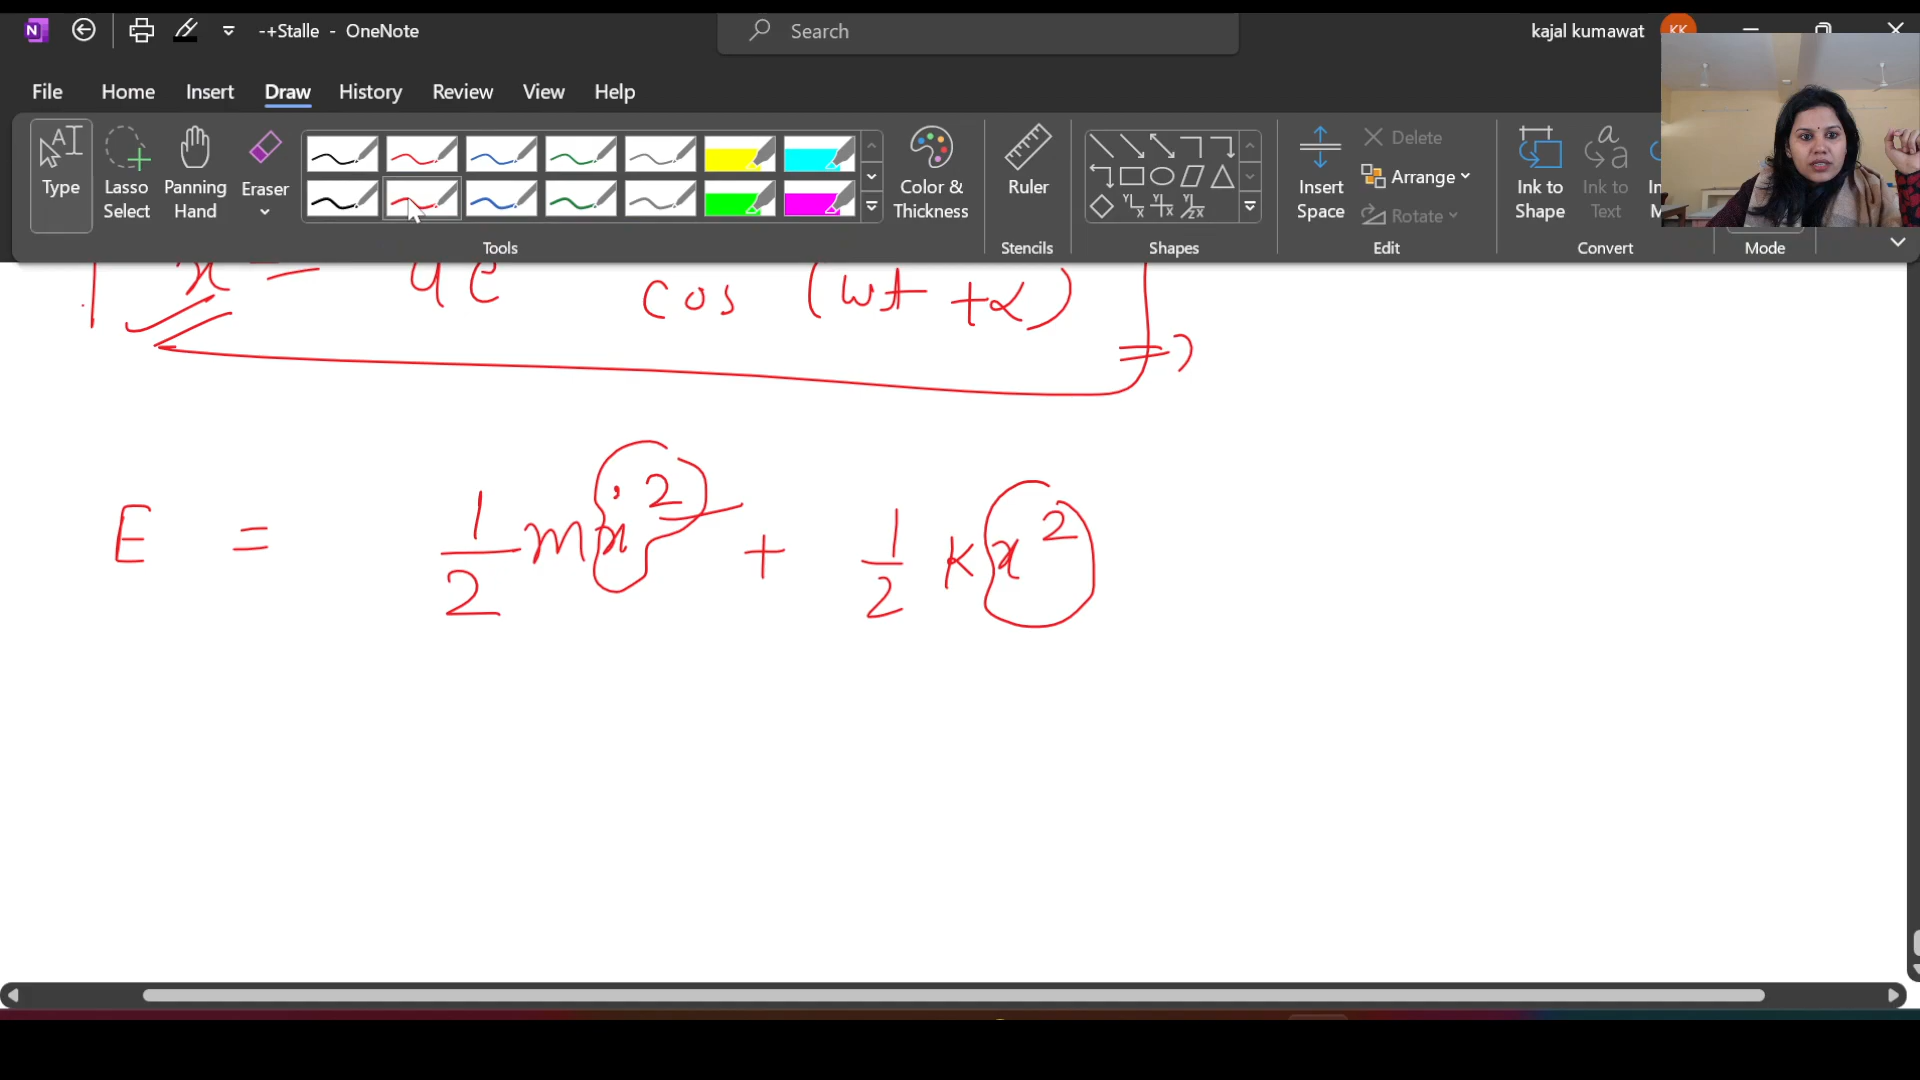 -+Stalle - OneNote
Search
kajal kumawat KK
File Home Insert Draw History Review View Help
Type
Lasso Select
Panning Hand
Eraser
Color & Thickness
Ruler
Insert Space
Delete
Arrange
Rotate
Ink to Shape
Ink to Text
Tools Stencils Shapes Edit Convert Mode
cos (ωt + α)
E = 1/2 mẋ² + 1/2 Kx²